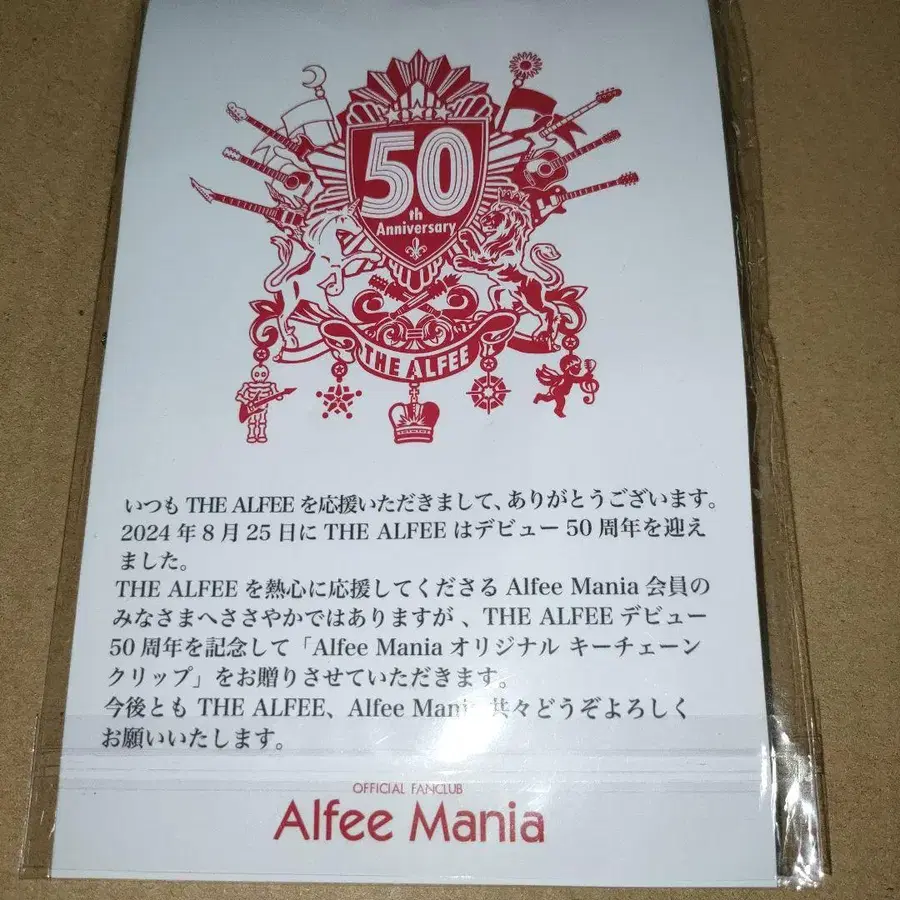 50
th
Anniversary
THE ALFEE
いつも THE ALFEE を応援いただきまして、ありがとうございます。
2024 年 8 月 25 日に THE ALFEE はデビュー 50 周年を迎え
ました。
THE ALFEE を熱心に応援してくださる Alfee Mania 会員の
みなさまへささやかではありますが 、THE ALFEE デビュー
50 周年を記念して「Alfee Mania オリジナル キーチェーン
クリップ」をお贈りさせていただきます。
今後とも THE ALFEE、Alfee Mania 共々どうぞよろしく
お願いいたします。
OFFICIAL FANCLUB
Alfee Mania